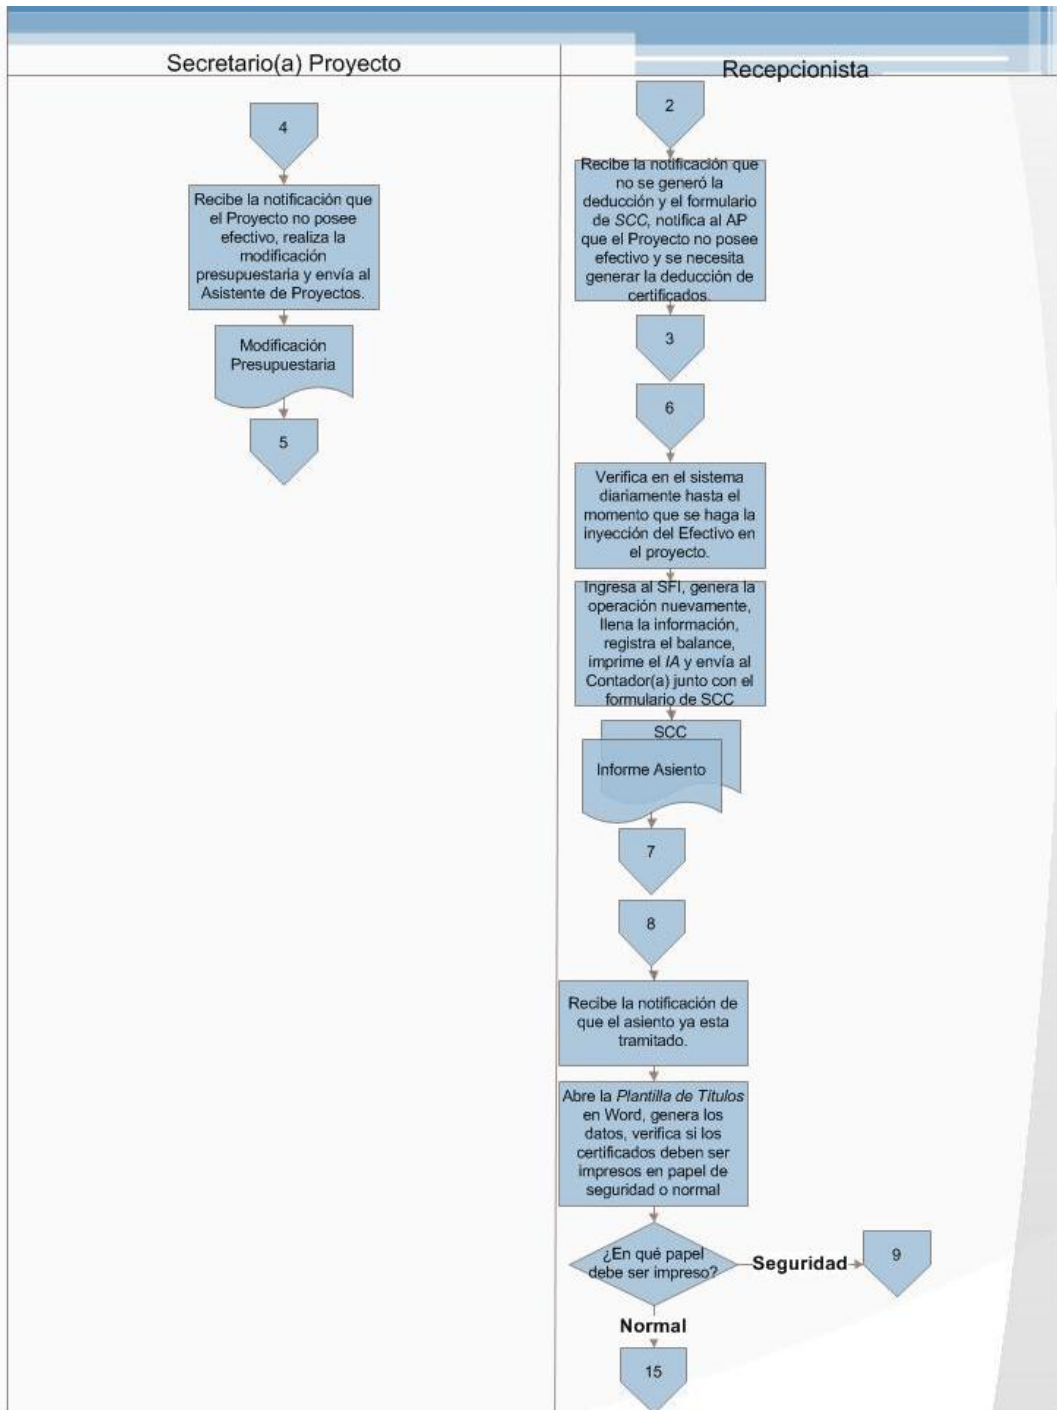 Secretario(a) Proyecto
4
Recibe la notificación que
el Proyecto no posee
efectivo, realiza la
modificación
presupuestaria y envía al
Asistente de Proyectos.
Modificación
Presupuestaria
5
Recepcionista
2
Recibe la notificación que
no se generó la
deducción y el formulario
de SCC, notifica al AP
que el Proyecto no posee
efectivo y se necesita
generar la deducción de
certificados.
3
6
Verifica en el sistema
diariamente hasta el
momento que se haga la
inyección del Efectivo en
el proyecto.
Ingresa al SFI, genera la
operación nuevamente,
llena la información,
registra el balance,
imprime el IA y envía al
Contador(a) junto con el
formulario de SCC
SCC
Informe Asiento
7
8
Recibe la notificación de
que el asiento ya esta
tramitado.
Abre la Plantilla de Titulos
en Word, genera los
datos, verifica si los
certificados deben ser
impresos en papel de
seguridad o normal
¿En qué papel
debe ser impreso?
Seguridad
9
Normal
15